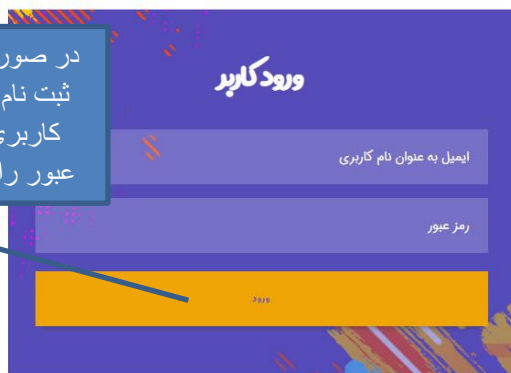 ورود کاربر
ایمیل به عنوان نام کاربری
رمز عبور
ورود
در صور
ثبت نام
کاربری
عبور را